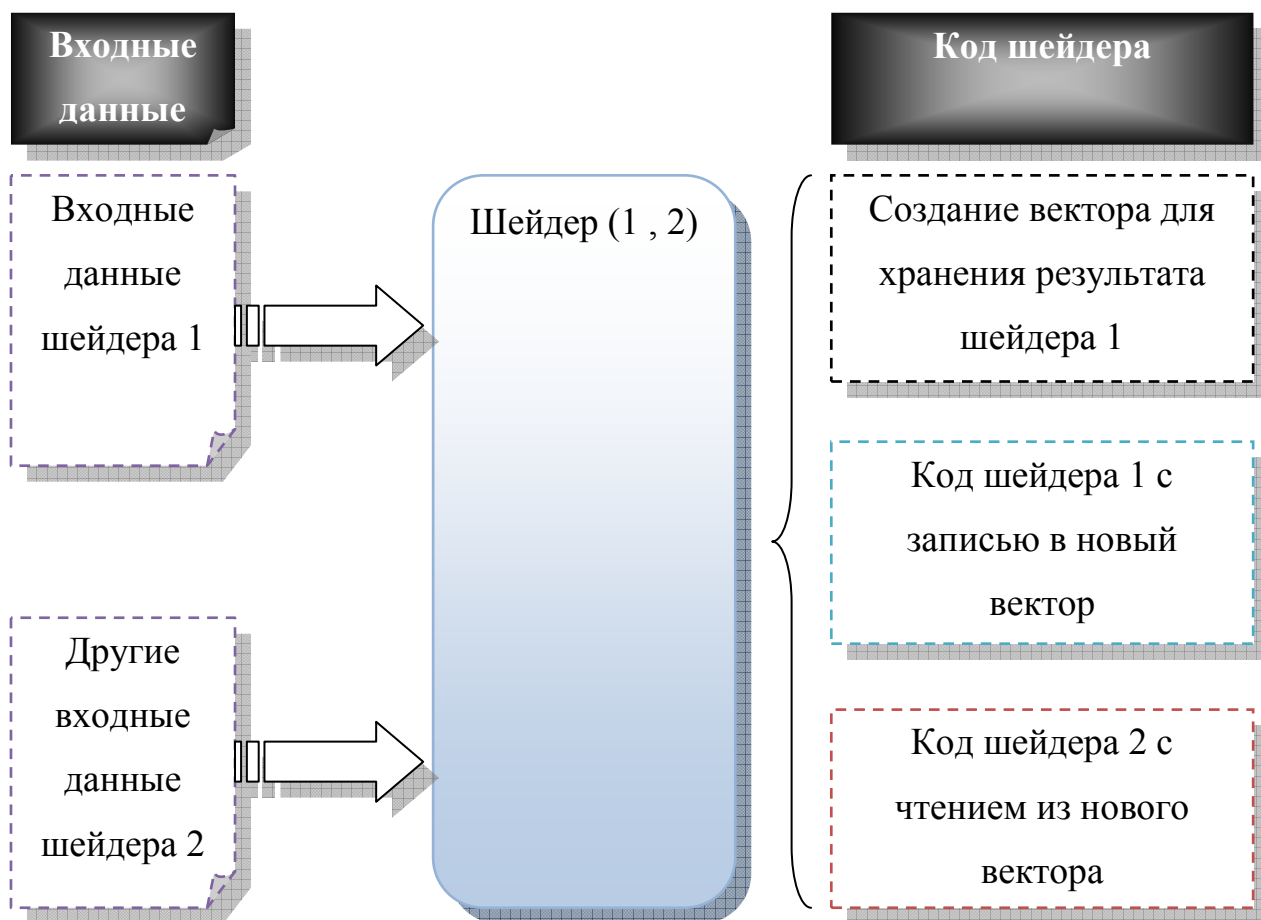 Входные
данные
Код шейдера
Входные
данные
шейдера 1
Шейдер (1 , 2)
Создание вектора для
хранения результата
шейдера 1
Код шейдера 1 с
записью в новый
вектор
Другие
входные
данные
шейдера 2
Код шейдера 2 с
чтением из нового
вектора